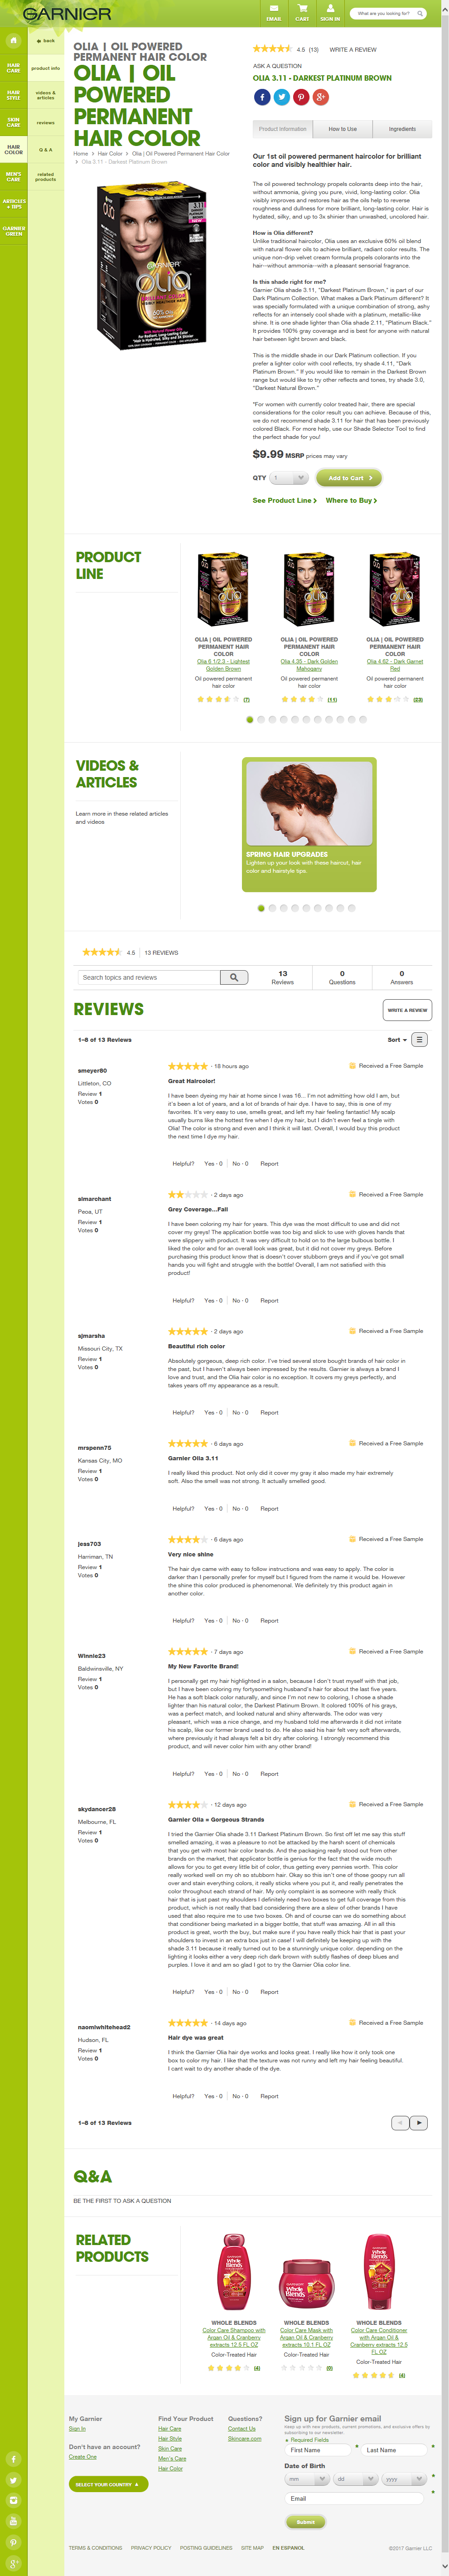 GARNIER
EMAIL
CART
SIGN IN
What are you looking for?
HAIR CARE
HAIR STYLE
SKIN CARE
HAIR COLOR
MEN'S CARE
ARTICLES + TIPS
GARNIER GREEN
back
product info
videos & articles
reviews
Q & A
related products
OLIA | OIL POWERED
PERMANENT HAIR COLOR
OLIA | OIL
POWERED
PERMANENT
HAIR COLOR
Home > Hair Color > Olia | Oil Powered Permanent Hair Color
> Olia 3.11 - Darkest Platinum Brown
4.5 (13) WRITE A REVIEW
ASK A QUESTION
OLIA 3.11 - DARKEST PLATINUM BROWN
Product Information
How to Use
Ingredients
Our 1st oil powered permanent haircolor for brilliant
color and visibly healthier hair.
The oil powered technology propels colorants deep into the hair,
without ammonia, giving you pure, vivid, long-lasting color. Olia
visibly improves and restores hair as the oils help to reverse
roughness and dullness for more brilliant, shinier color. Hair is
hydrated, silky, and up to 3x shinier than unwashed, uncolored hair.
How is Olia different?
Unlike traditional haircolor, Olia uses an exclusive 60% oil blend
with natural flower oils to achieve brilliant, radiant color results. The
unique non-drip velvet cream formula propels colorants into the
hair–without ammonia–with a pleasant sensorial fragrance.
Is this shade right for me?
Garnier Olia shade 3.11, "Darkest Platinum Brown," is part of our
Dark Platinum Collection. What makes a Dark Platinum different? It
was uniquely formulated with a special combination of strong, ashy
reflects for an intensely cool shade with a platinum, metallic-like
result. It is one shade lighter than Olia shade 2.11, "Platinum Black."
It provides 100% gray coverage and is best for anyone with natural
hair between light brown and black.
This is the middle shade in our Dark Platinum collection. If you
prefer a lighter color with cool reflects, try shade 4.11, "Dark
Platinum Brown." If you would like to remain in the Darkest Brown
range but would like to try other reflects and tones, try shade 3.0,
"Darkest Natural Brown."
"For women with currently color treated hair, there are special
considerations for the color result you can achieve. Because of this,
we do not recommend shade 3.11 for hair that has been previously
colored Black. For more help, use our Shade Selector Tool to find
the perfect shade for you!
$9.99 MSRP prices may vary
QTY 1 Add to Cart
See Product Line Where to Buy
PRODUCT
LINE
OLIA | OIL POWERED PERMANENT HAIR COLOR
Olia 6 1/2.3 - Lightest Golden Brown
Oil powered permanent hair color
(7)
OLIA | OIL POWERED PERMANENT HAIR COLOR
Olia 4.35 - Dark Golden Mahogany
Oil powered permanent hair color
(11)
OLIA | OIL POWERED PERMANENT HAIR COLOR
Olia 4.62 - Dark Garnet Red
Oil powered permanent hair color
(23)
VIDEOS &
ARTICLES
Learn more in these related articles
and videos
SPRING HAIR UPGRADES
Lighten up your look with these haircut, hair
color and hairstyle tips.
4.5 13 REVIEWS
Search topics and reviews
13 Reviews
0 Questions
0 Answers
REVIEWS
WRITE A REVIEW
1–8 of 13 Reviews
Sort
smeyer80
Littleton, CO
Review 1
Votes 0
· 18 hours ago
Received a Free Sample
Great Haircolor!
I have been dyeing my hair at home since I was 16... I'm not admitting how old I am, but
it's been a lot of years, and a lot of brands of hair dye. I have to say, this is one of my
favorites. It's very easy to use, smells great, and left my hair feeling fantastic! My scalp
usually burns like the hottest fire when I dye my hair, but I didn't even feel a tingle with
Olia! The color is strong and even and I think it will last. Overall, I would buy this product
the next time I dye my hair.
Helpful? Yes · 0 No · 0 Report
slmarchant
Peoa, UT
Review 1
Votes 0
· 2 days ago
Received a Free Sample
Grey Coverage...Fail
I have been coloring my hair for years. This dye was the most difficult to use and did not
cover my greys! The application bottle was too big and slick to use with gloves hands that
were slippery with product. It was difficult to hold on to the large bulbous bottle. I
liked the color and for an overall look was great, but it did not cover my greys. Before
purchasing this product know that is doesn't cover stubborn greys and if you've got small
hands you will fight and struggle with the bottle! Overall, I am not satisfied with this
product!
Helpful? Yes · 0 No · 0 Report
sjmarsha
Missouri City, TX
Review 1
Votes 0
· 2 days ago
Received a Free Sample
Beautiful rich color
Absolutely gorgeous, deep rich color. I've tried several store bought brands of hair color in
the past, but I haven't always been impressed by the results. Garnier is always a brand I
love and trust, and the Olia hair color is no exception. It covers my greys perfectly, and
takes years off my appearance as a result.
Helpful? Yes · 0 No · 0 Report
mrspenn75
Kansas City, MO
Review 1
Votes 0
· 6 days ago
Received a Free Sample
Garnier Olia 3.11
I really liked this product. Not only did it cover my gray it also made my hair extremely
soft. Also the smell was not strong. It actually smelled good.
Helpful? Yes · 0 No · 0 Report
jess703
Harriman, TN
Review 1
Votes 0
· 6 days ago
Received a Free Sample
Very nice shine
The hair dye came with easy to follow instructions and was easy to apply. The color is
darker than I personally prefer for myself but I figured from the name it would be. However
the shine this color produced is phenomenonal. We definitely try this product again in
another color.
Helpful? Yes · 0 No · 0 Report
Winnie23
Baldwinsville, NY
Review 1
Votes 0
· 7 days ago
Received a Free Sample
My New Favorite Brand!
I personally get my hair highlighted in a salon, because I don't trust myself with that job,
but I have been coloring my fortysomething husband's hair for about the last five years.
He has a soft black color naturally, and since I'm not new to coloring, I chose a shade
lighter than his natural color, the Darkest Platinum Brown. It colored 100% of his grays,
was a perfect match, and looked natural and shiny afterwards. The odor was very
pleasant, which was a nice change, and my husband told me afterwards it did not irritate
his scalp, like our former brand used to do. He also said his hair felt very soft afterwards,
where previously it had always felt a bit dry after coloring. I strongly recommend this
product, and will never color him with any other brand!
Helpful? Yes · 0 No · 0 Report
skydancer28
Melbourne, FL
Review 1
Votes 0
· 12 days ago
Received a Free Sample
Garnier Olia = Gorgeous Strands
I tried the Garnier Olia shade 3.11 Darkest Platinum Brown. So first off let me say this stuff
smelled amazing, it was a pleasure to not be attacked by the harsh scent of chemicals
that you get with most brands out there. And the packaging really stood out from other
brands on the market, that applicator bottle is genius for the fact that the wide mouth
allows for you to get every little bit of color, it's getting every pennies worth. This color
really worked well on my oh so stubborn hair. Okay so this isn't one of those goopy, run all
over and stain everything colors, it really sticks where you put it, and really penetrates the
color throughout each strand of hair. My only complaint is as someone with really thick
hair that is just past my shoulders I definitely need two boxes to get full coverage from this
product, which is not really that bad considering there are a slew of other brands I have
used that also require me to use two boxes. Oh and of course can we do something about
that conditioner being marketed in a bigger bottle, that stuff is amazing. All in all this
product is great, worth the buy, but make sure if you have really thick hair that is past your
shoulders to invest in an extra box just in case! I will definitely be keeping up with the
shade 3.11 because it really turned out to be a stunningly unique color. depending on the
lighting it looks either a very deep rich dark brown with subtle highlights of deep blues and
purples. I love it and am so glad I got to try the Garnier Olia color line.
Helpful? Yes · 0 No · 0 Report
naomiwhitehead2
Hudson, FL
Review 1
Votes 0
· 14 days ago
Received a Free Sample
Hair dye was great
I think the Garnier Olia hair dye works and looks great. I really like how it only took one
box to color my hair. I like that the texture was not runny and left my hair feeling beautiful.
I cant wait to dry another shade of the dye.
Helpful? Yes · 0 No · 0 Report
1–8 of 13 Reviews
Q&A
BE THE FIRST TO ASK A QUESTION
RELATED
PRODUCTS
WHOLE BLENDS
Color Care Shampoo with Argan Oil & Cranberry extracts 12.5 FL OZ
Color-Treated Hair
(4)
WHOLE BLENDS
Color Care Mask with Argan Oil & Cranberry extracts 10.1 FL OZ
Color-Treated Hair
(0)
WHOLE BLENDS
Color Care Conditioner with Argan Oil & Cranberry extracts 12.5 FL OZ
Color-Treated Hair
(4)
My Garnier
Sign In
Don't have an account?
Create One
SELECT YOUR COUNTRY
Find Your Product
Hair Care
Hair Style
Skin Care
Men's Care
Hair Color
Questions?
Contact Us
Skincare.com
Sign up for Garnier email
Keep up with new products, current promotions, and exclusive offers by
subscribing to our newsletter.
Required Fields
First Name
Last Name
Date of Birth
mm
dd
yyyy
Email
Submit
TERMS & CONDITIONS PRIVACY POLICY POSTING GUIDELINES SITE MAP EN ESPANOL
©2017 Garnier LLC